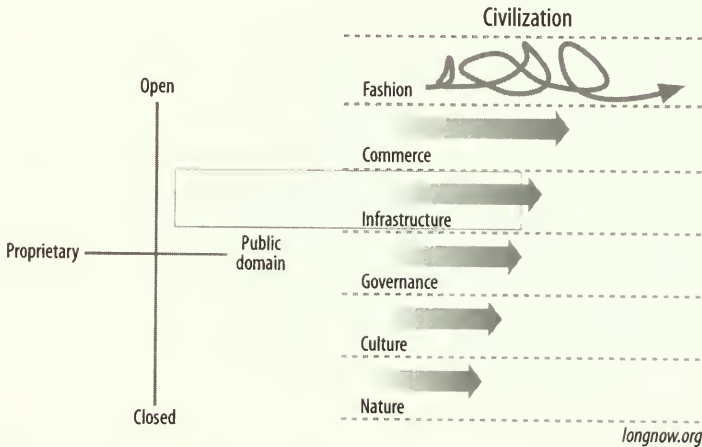 Civilization
Open
Fashion
Commerce
Infrastructure
Proprietary
Public
domain
Governance
Culture
Nature
Closed
longnow.org